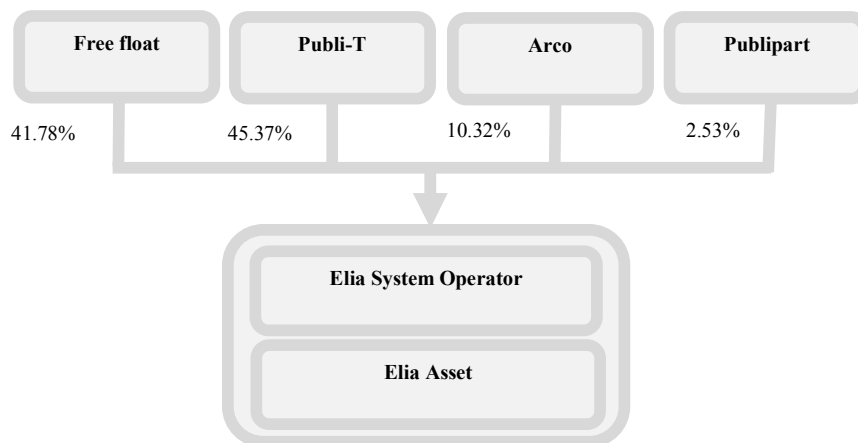 Free float
Publi-T
Arco
Publipart
41.78%
45.37%
10.32%
2.53%
Elia System Operator
Elia Asset